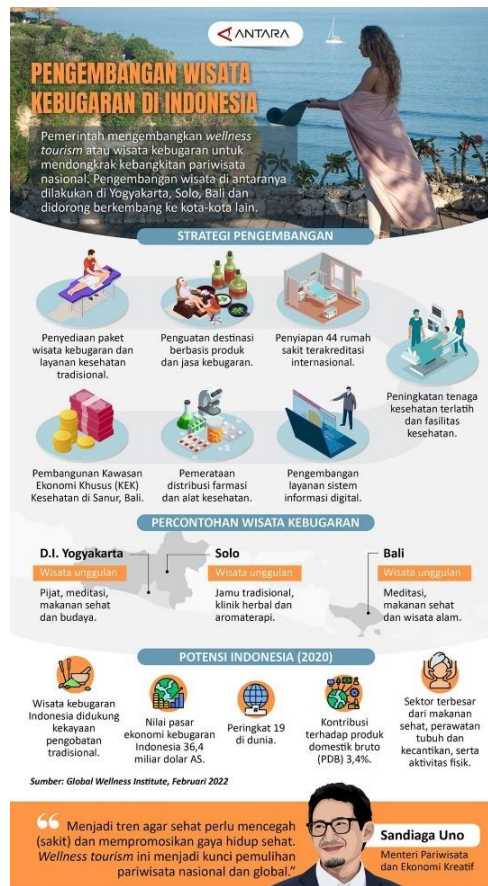 ANTARA
PENGEMBANGAN WISATA
KEBUGARAN DI INDONESIA
Pemerintah mengembangkan wellness
tourism atau wisata kebugaran untuk
mendongkrak kebangkitan pariwisata
nasional. Pengembangan wisata di antaranya
dilakukan di Yogyakarta, Solo, Bali dan
didorong berkembang ke kota-kota lain.
STRATEGI PENGEMBANGAN
Penyediaan paket
wisata kebugaran dan
layanan kesehatan
tradisional.
Penguatan destinasi
berbasis produk
dan jasa kebugaran.
Penyiapan 44 rumah
sakit terakreditasi
internasional.
Peningkatan tenaga
kesehatan terlatih
dan fasilitas
kesehatan.
Pembangunan Kawasan
Ekonomi Khusus (KEK)
Kesehatan di Sanur, Bali.
Pemerataan
distribusi farmasi
dan alat kesehatan.
Pengembangan
layanan sistem
informasi digital.
PERCONTOHAN WISATA KEBUGARAN
D.I. Yogyakarta
Wisata unggulan
Pijat, meditasi,
makanan sehat
dan budaya.
Solo
Wisata unggulan
Jamu tradisional,
klinik herbal dan
aromaterapi.
Bali
Wisata unggulan
Meditasi,
makanan sehat
dan wisata alam.
POTENSI INDONESIA (2020)
Wisata kebugaran
Indonesia didukung
kekayaan
pengobatan
tradisional.
Nilai pasar
ekonomi kebugaran
Indonesia 36,4
miliar dolar AS.
Peringkat 19
di dunia.
Kontribusi
terhadap produk
domestik bruto
(PDB) 3,4%.
Sektor terbesar
dari makanan
sehat, perawatan
tubuh dan
kecantikan, serta
aktivitas fisik.
Sumber: Global Wellness Institute, Februari 2022
“ Menjadi tren agar sehat perlu mencegah
(sakit) dan mempromosikan gaya hidup sehat.
Wellness tourism ini menjadi kunci pemulihan
pariwisata nasional dan global.”
Sandiaga Uno
Menteri Pariwisata
dan Ekonomi Kreatif